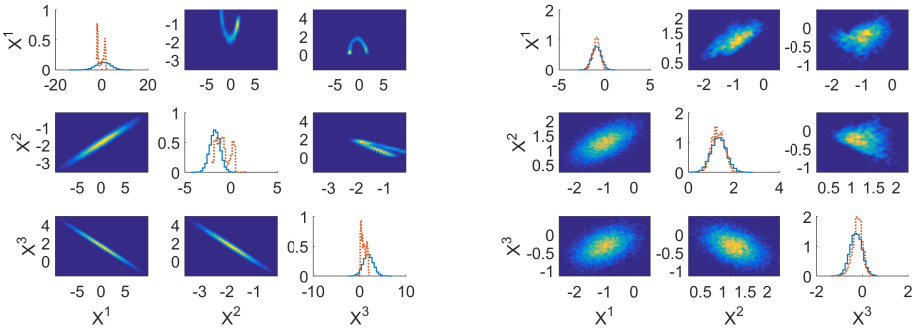 1 -1 4 2 2 0
X¹ 0.5 -2 2 X¹ 1 1.5 -0.5
0 -3 0 0 1 0.5 -1
-20 0 20 -5 0 5 -5 0 5 -5 0 5 -2 -1 0 -2 -1 0
X² -1 1 4 X² 2 2 0
-2 0.5 2 1.5 1 -0.5
-3 0 0 1 0.5 0 -1
-5 0 5 -5 0 5 -3 -2 -1 -2 -1 0 0 2 4 0.5 1 1.5 2
X³ 4 4 1 X³ 0 0 2
2 2 0.5 -0.5 -0.5 1
0 0 0 -1 -1 0
-5 0 5 -3 -2 -1 -10 0 10 -2 -1 0 0.5 1 1.5 2 -2 0 2
X¹ X² X³ X¹ X² X³